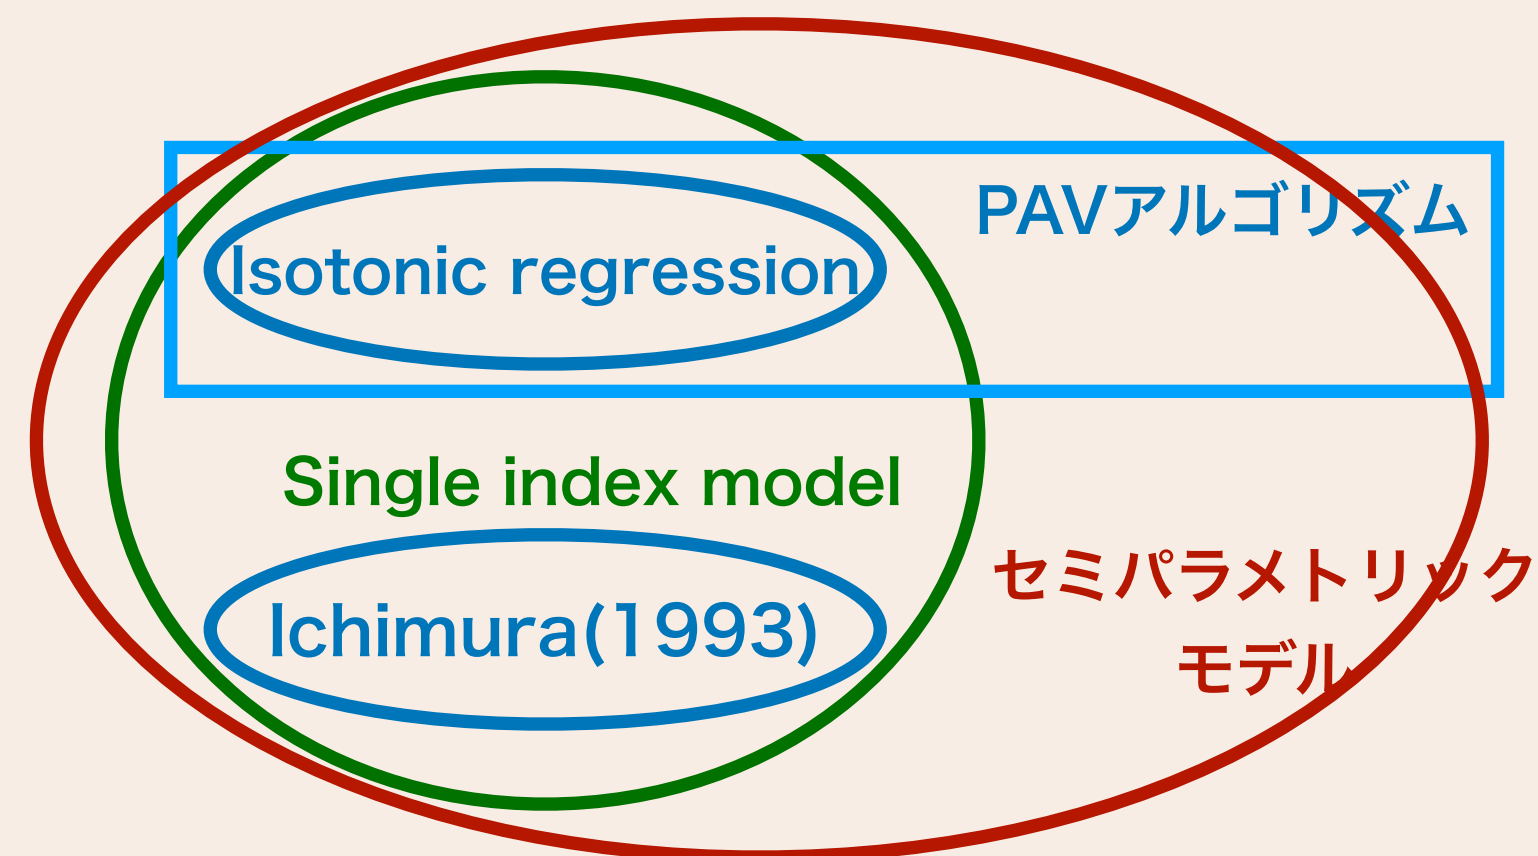 PAVアルゴリズム
Isotonic regression
Single index model
セミパラメトリック
モデル
Ichimura(1993)